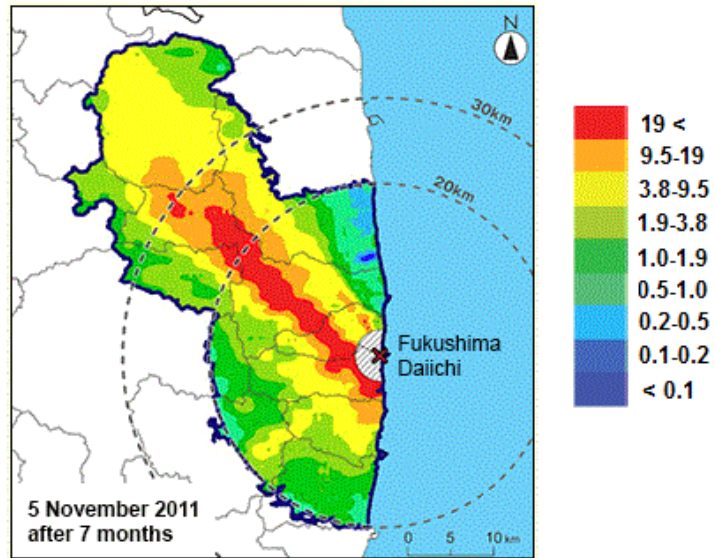 N
30km
20km
Fukushima
Daiichi
5 November 2011
after 7 months
0 5 10 km
19 <
9.5-19
3.8-9.5
1.9-3.8
1.0-1.9
0.5-1.0
0.2-0.5
0.1-0.2
< 0.1